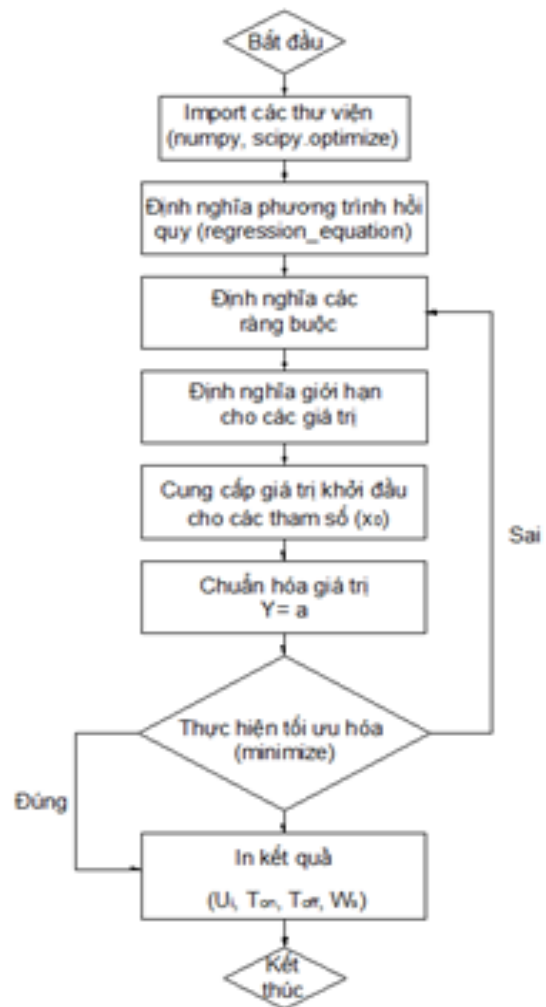 Bắt đầu
Import các thư viện
(numpy, scipy.optimize)
Định nghĩa phương trình hồi
quy (regression_equation)
Định nghĩa các
ràng buộc
Định nghĩa giới hạn
cho các giá trị
Cung cấp giá trị khởi đầu
cho các tham số (x₀)
Sai
Chuẩn hóa giá trị
Y= a
Thực hiện tối ưu hóa
(minimize)
Đúng
In kết quả
(Uᵢ, Ton, Toff, Wₛ)
Kết
thúc